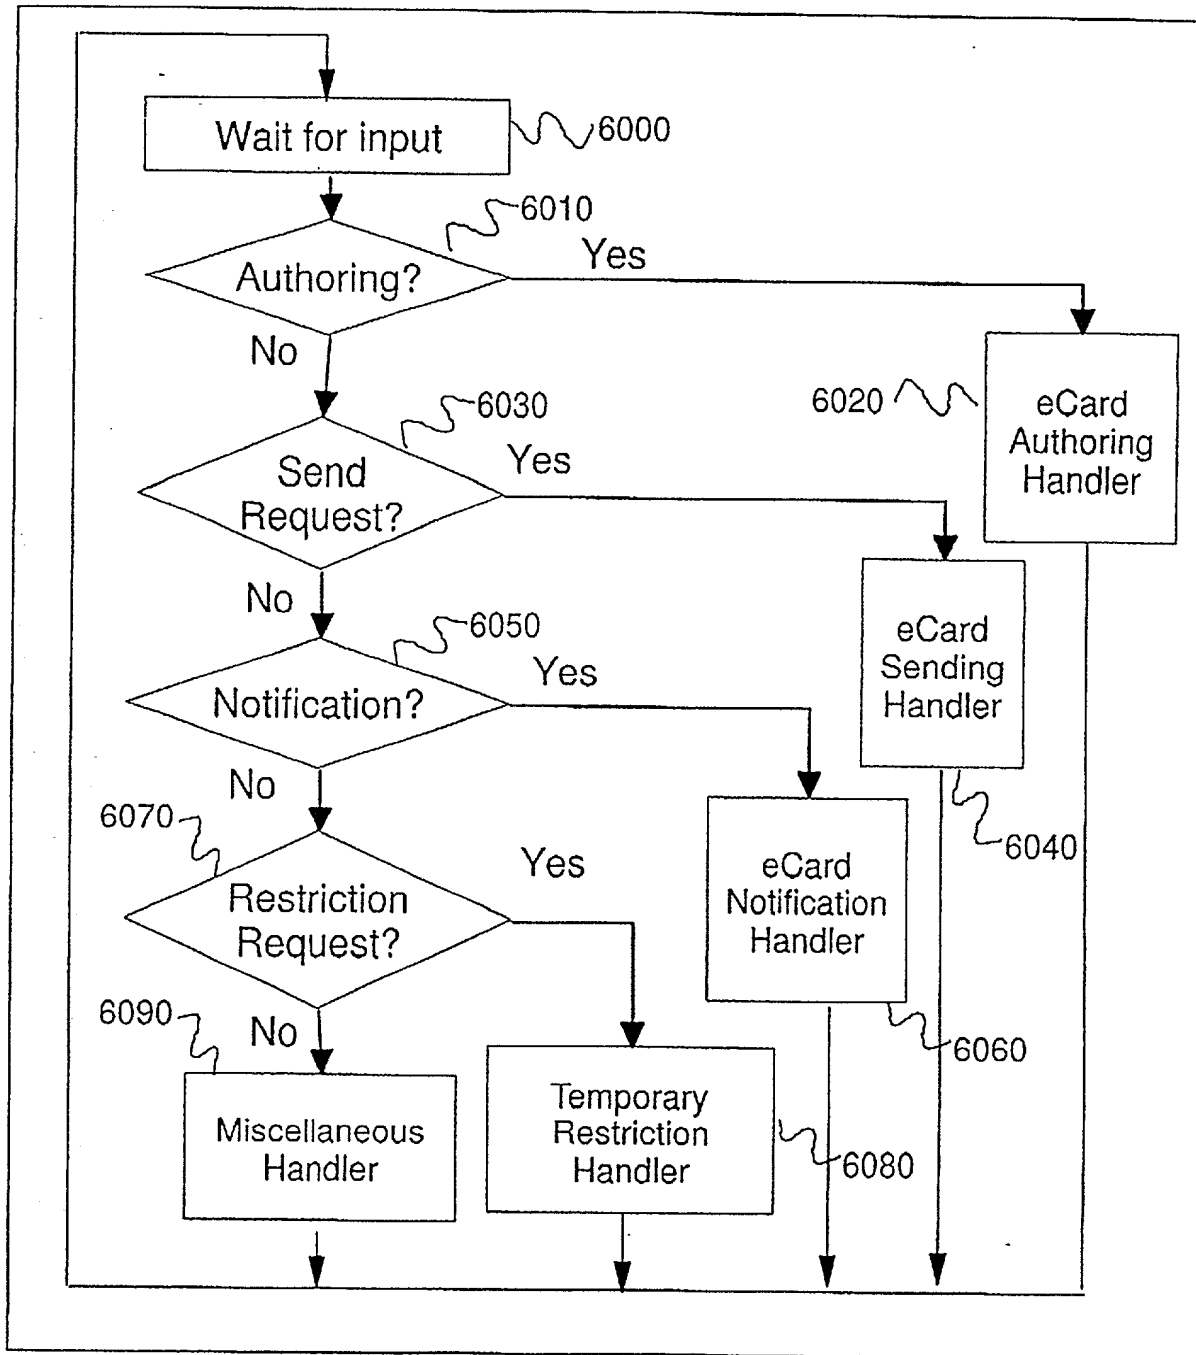 Wait for input
6000
6010
Authoring?
Yes
No
6020
eCard
Authoring
Handler
6030
Send
Request?
Yes
No
eCard
Sending
Handler
6040
6050
Notification?
Yes
No
eCard
Notification
Handler
6060
6070
Restriction
Request?
Yes
No
6090
Miscellaneous
Handler
Temporary
Restriction
Handler
6080